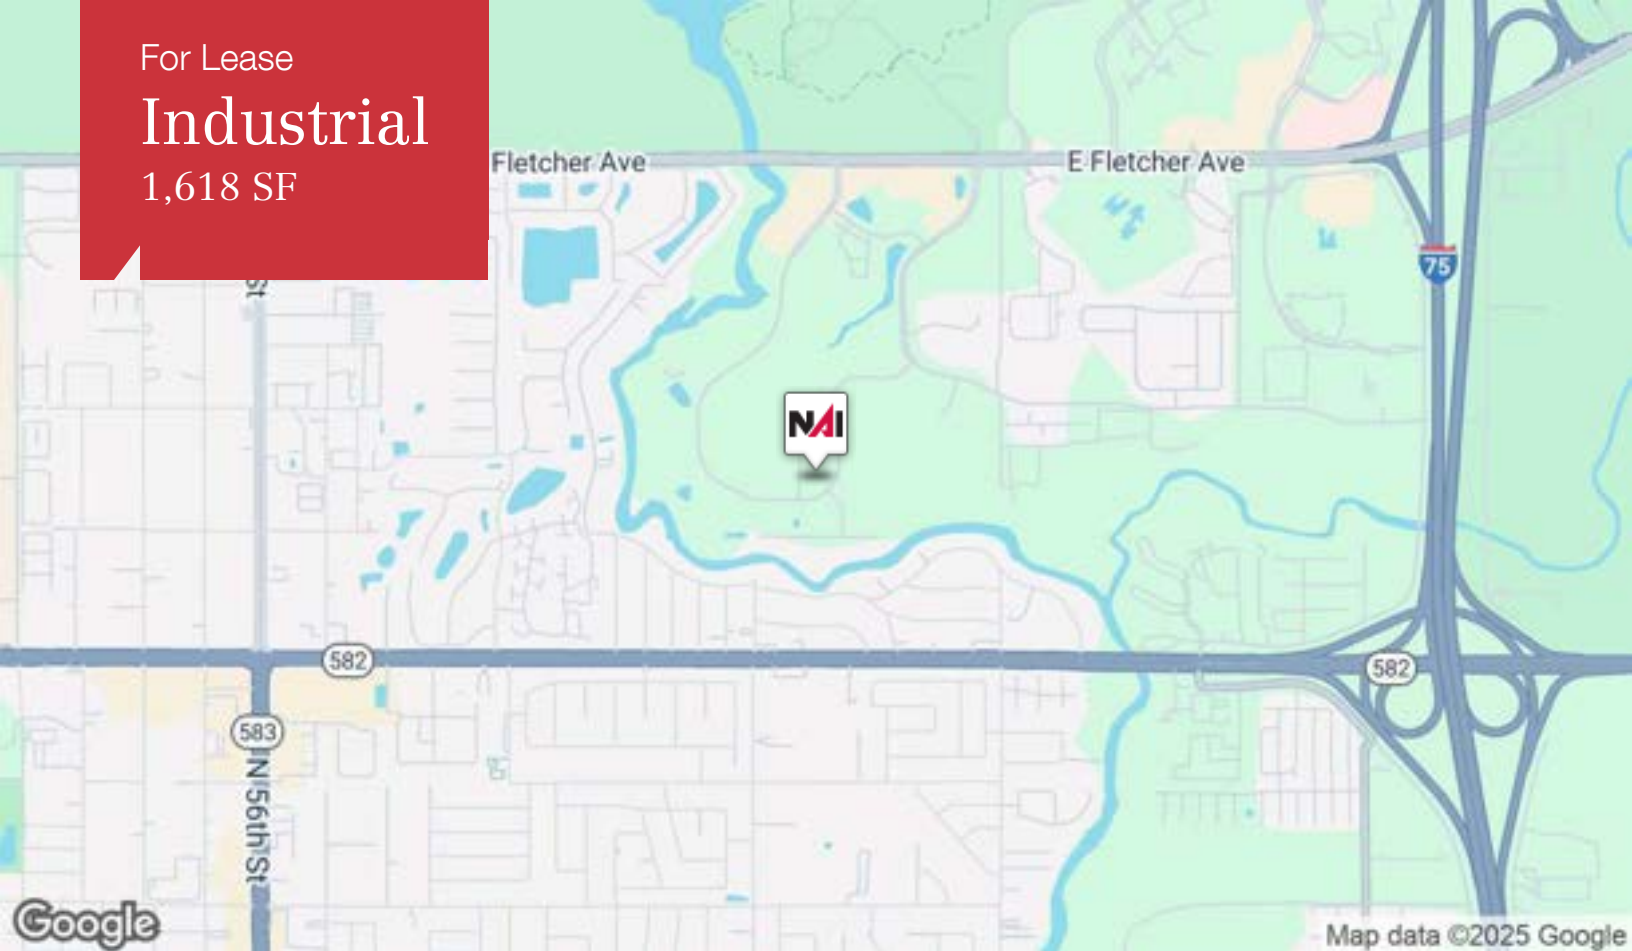 For Lease
Industrial
1,618 SF
Fletcher Ave
E Fletcher Ave
St
75
NAI
582
582
583
N 56th St
Google
Map data ©2025 Google